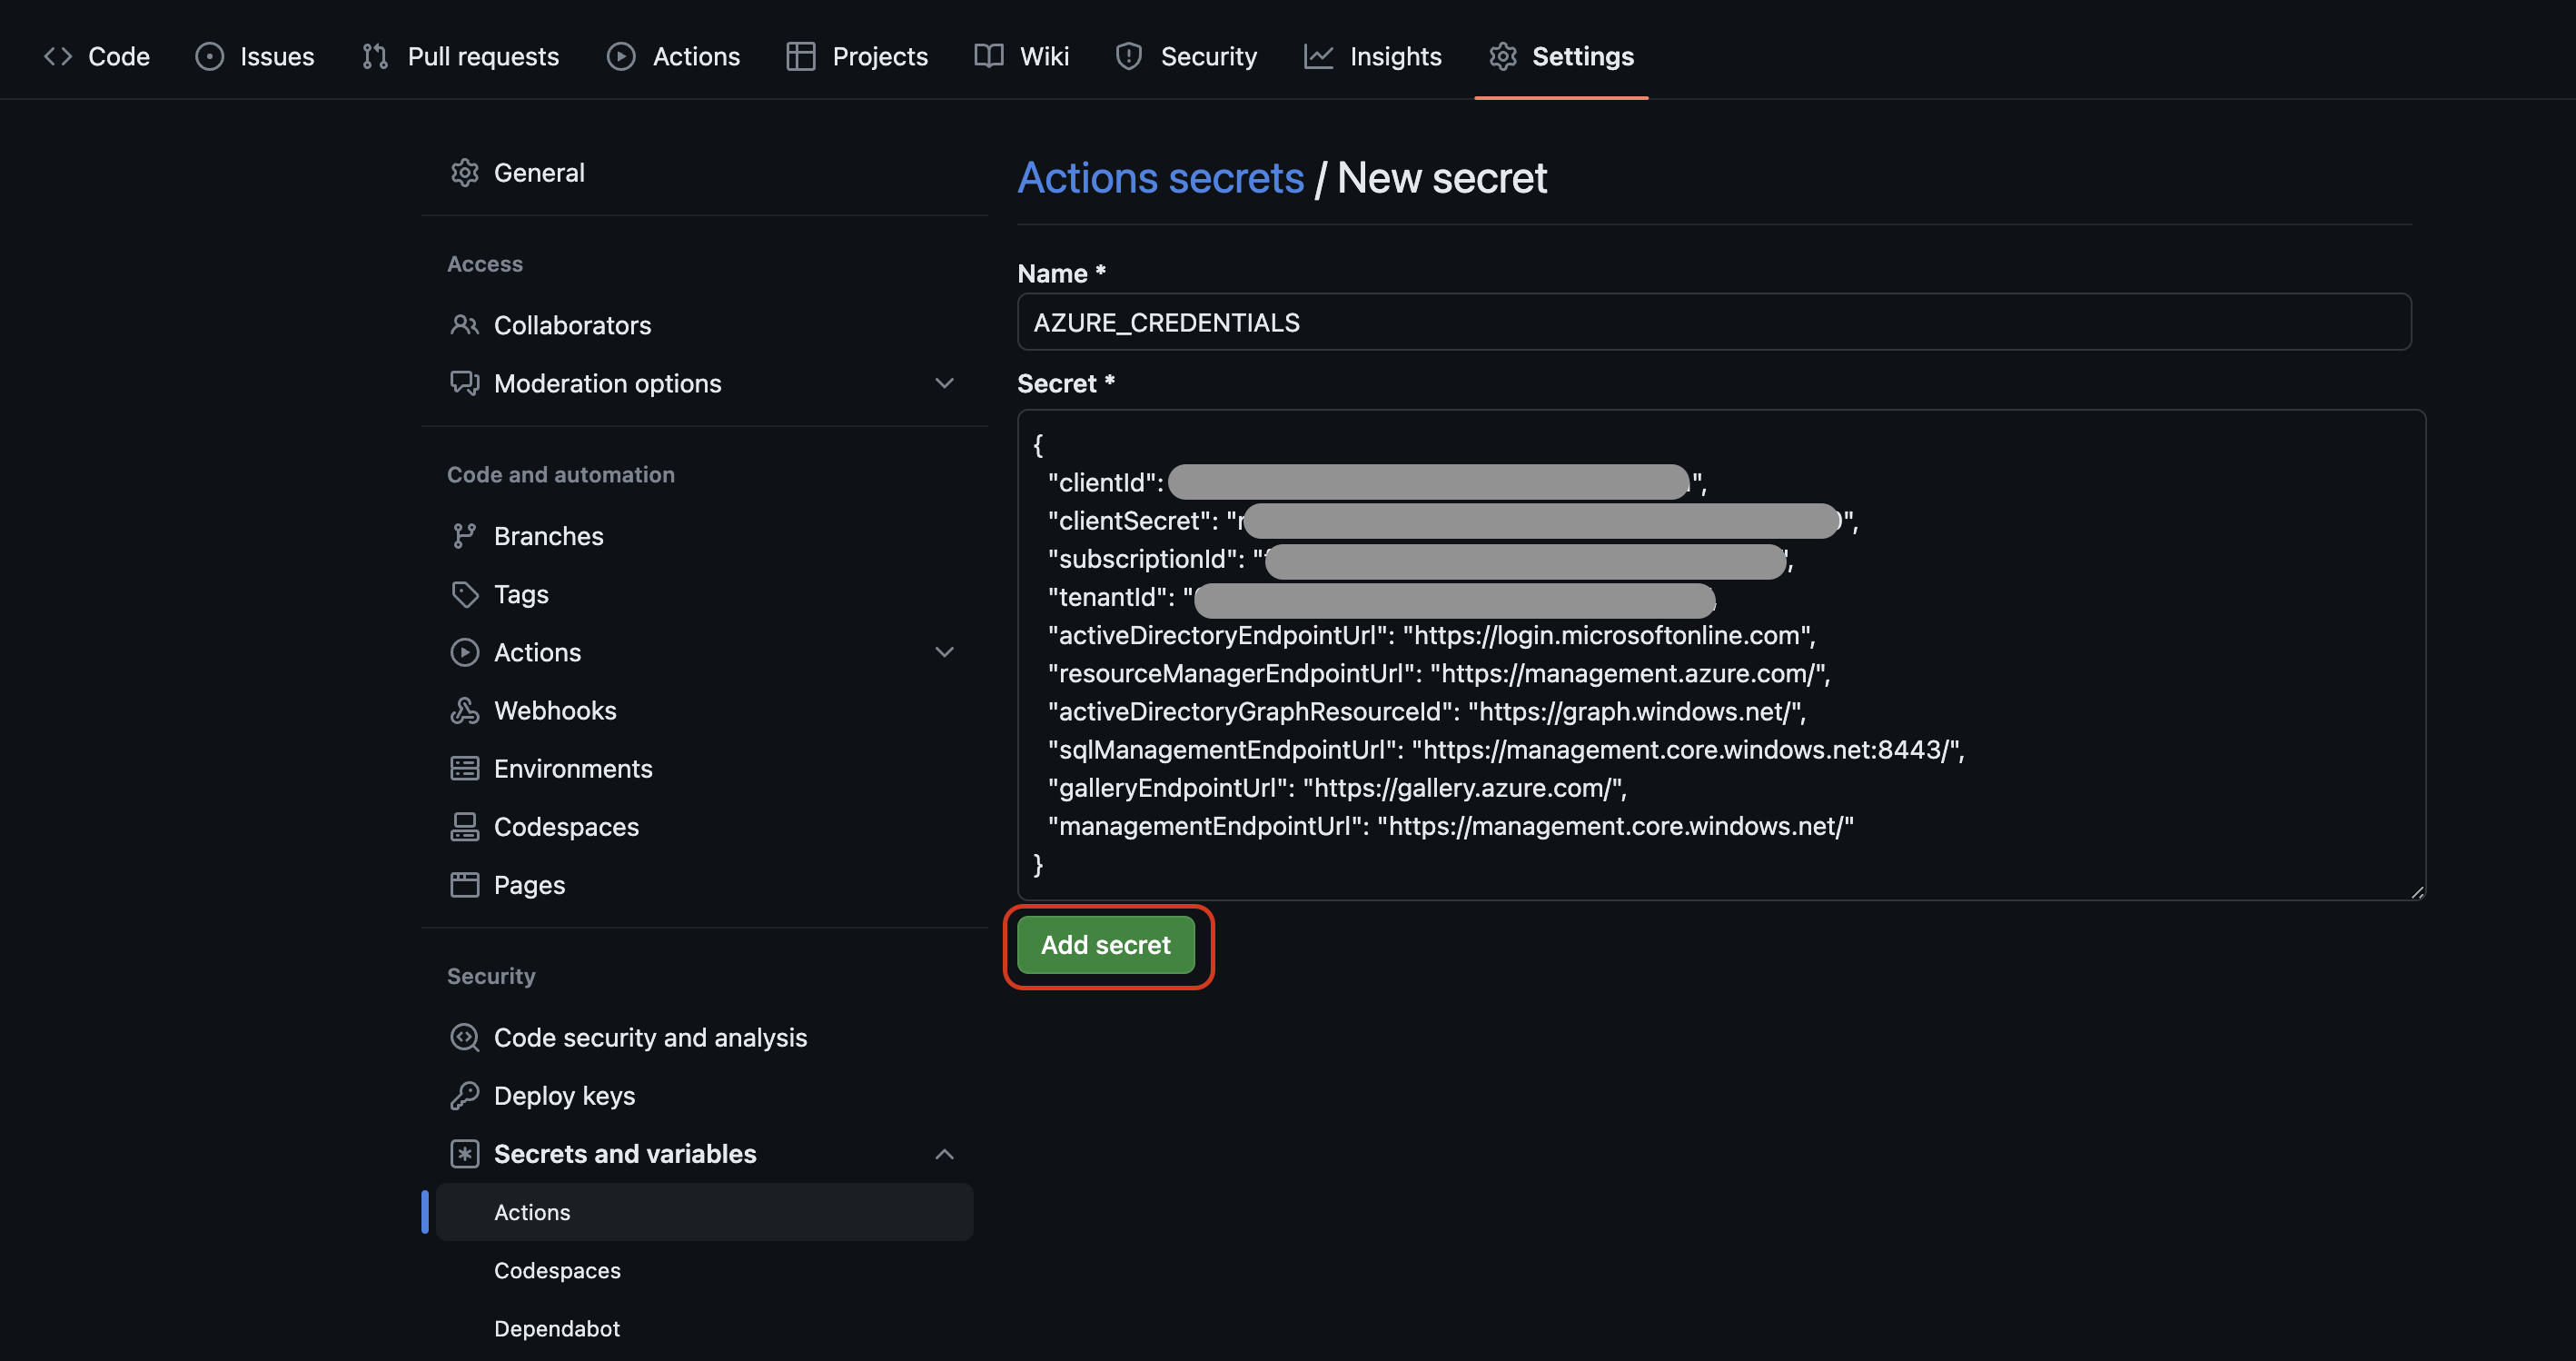 Code Issues Pull requests Actions Projects Wiki Security Insights Settings
General
Access
Collaborators
Moderation options
Code and automation
Branches
Tags
Actions
Webhooks
Environments
Codespaces
Pages
Security
Code security and analysis
Deploy keys
Secrets and variables
Actions
Codespaces
Dependabot
Actions secrets / New secret
Name *
AZURE_CREDENTIALS
Secret *
{
"clientId": ",
"clientSecret": " ",
"subscriptionId": " ,
"tenantId": "
"activeDirectoryEndpointUrl": "https://login.microsoftonline.com",
"resourceManagerEndpointUrl": "https://management.azure.com/",
"activeDirectoryGraphResourceId": "https://graph.windows.net/",
"sqlManagementEndpointUrl": "https://management.core.windows.net:8443/",
"galleryEndpointUrl": "https://gallery.azure.com/",
"managementEndpointUrl": "https://management.core.windows.net/"
}
Add secret